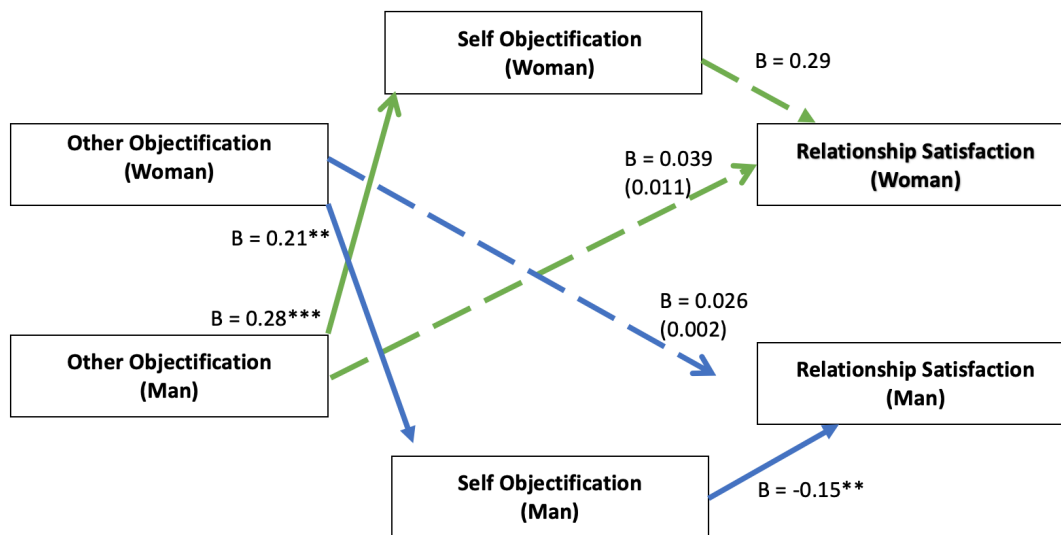 Self Objectification
(Woman)
B = 0.29
Other Objectification
(Woman)
B = 0.039
(0.011)
Relationship Satisfaction
(Woman)
B = 0.21**
B = 0.28***
B = 0.026
(0.002)
Other Objectification
(Man)
Relationship Satisfaction
(Man)
Self Objectification
(Man)
B = -0.15**